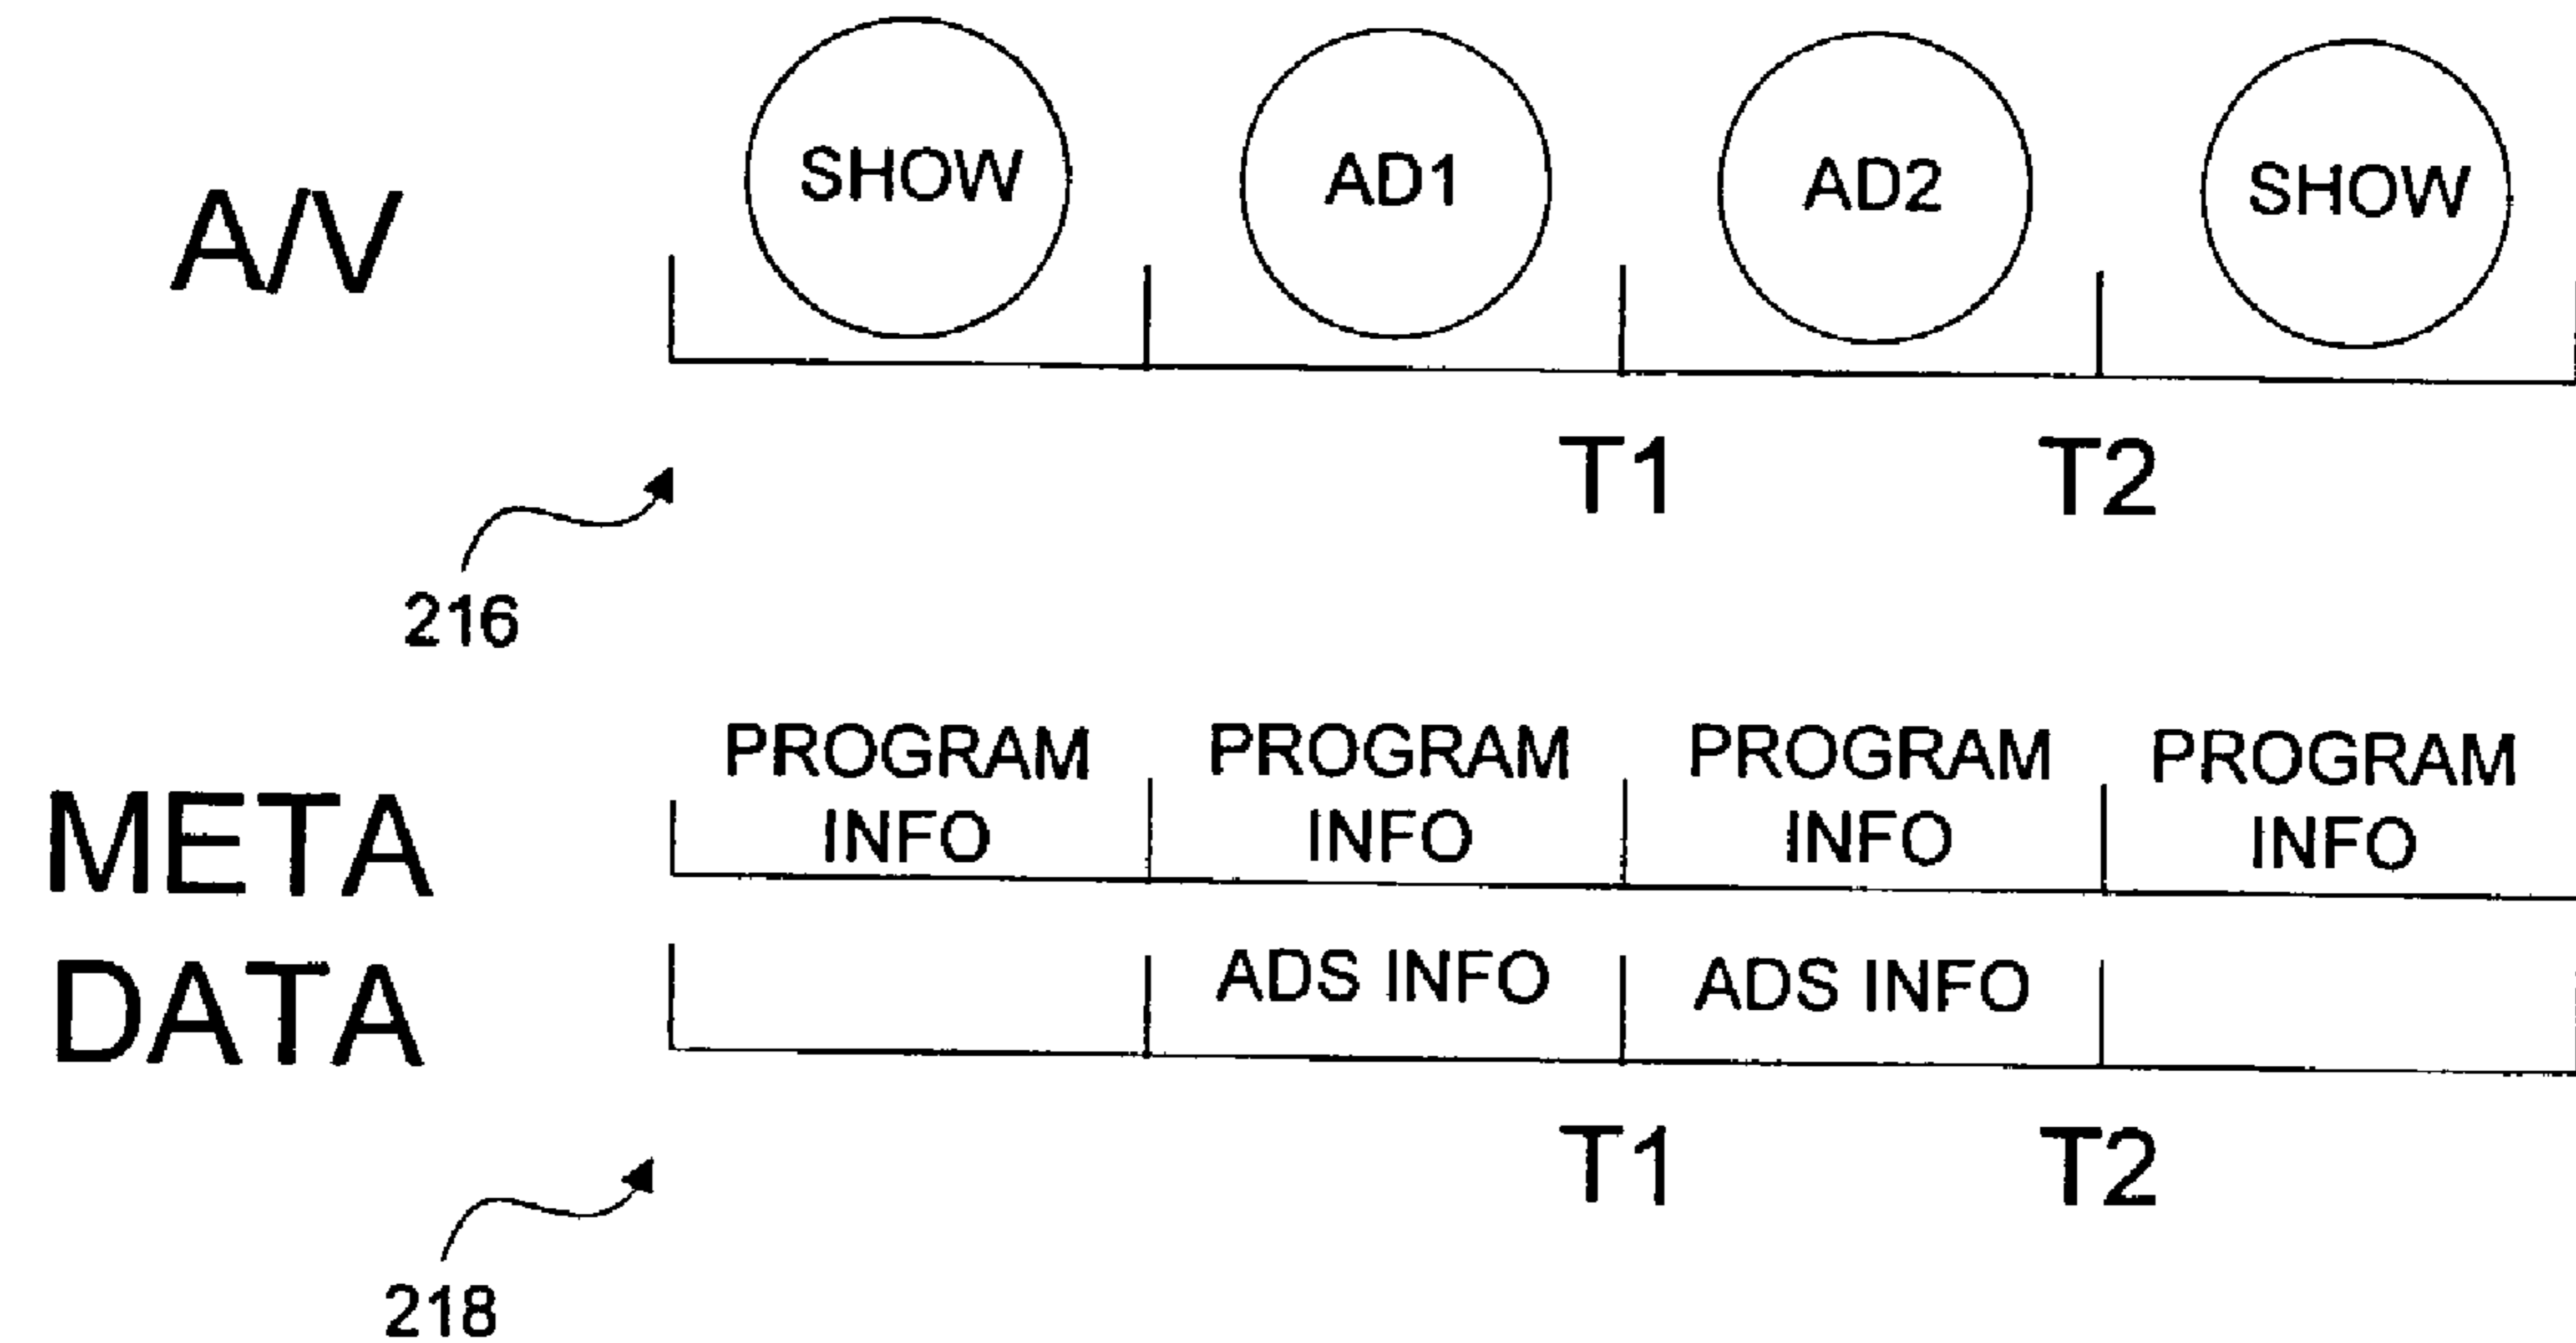 A/V
SHOW AD1 AD2 SHOW
T1 T2
216
PROGRAM PROGRAM PROGRAM PROGRAM
INFO INFO INFO INFO
META
DATA
ADS INFO ADS INFO
T1 T2
218